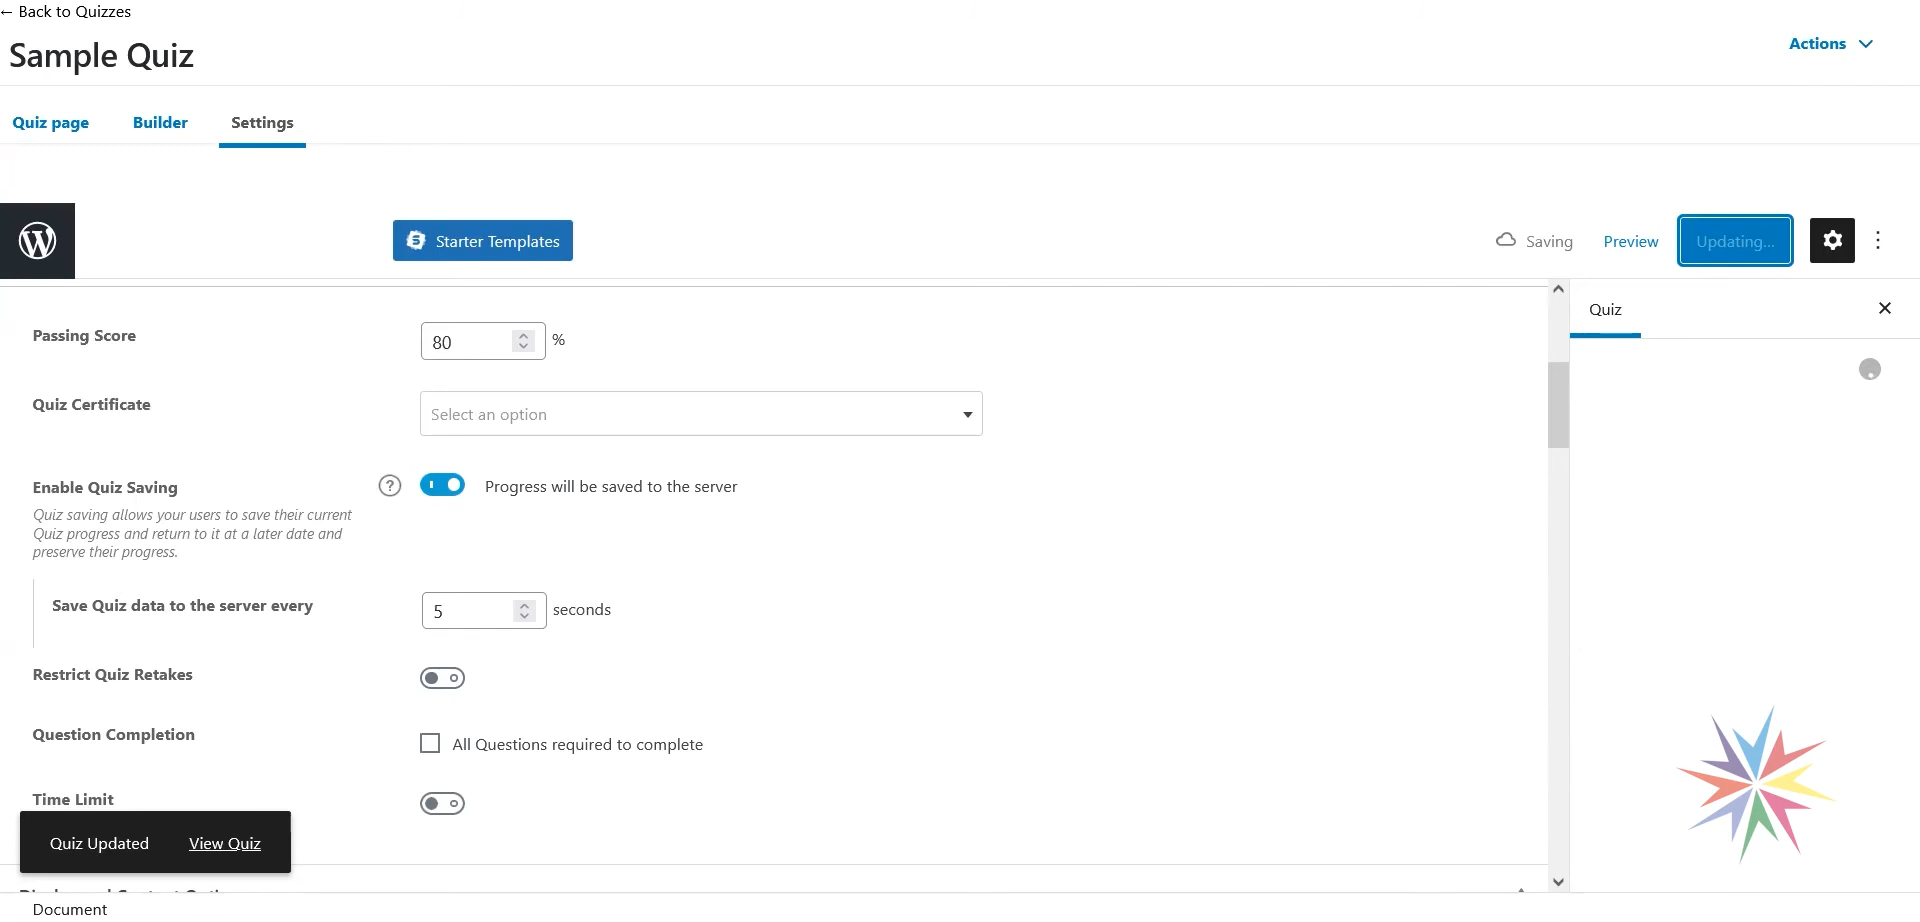 ← Back to Quizzes
Sample Quiz
Actions
Quiz page Builder Settings
Starter Templates
Saving Preview Updating...
Quiz
Passing Score
80 %
Quiz Certificate
Select an option
Enable Quiz Saving
? Progress will be saved to the server
Quiz saving allows your users to save their current
Quiz progress and return to it at a later date and
preserve their progress.
Save Quiz data to the server every
5 seconds
Restrict Quiz Retakes
Question Completion
All Questions required to complete
Time Limit
Quiz Updated View Quiz
Document